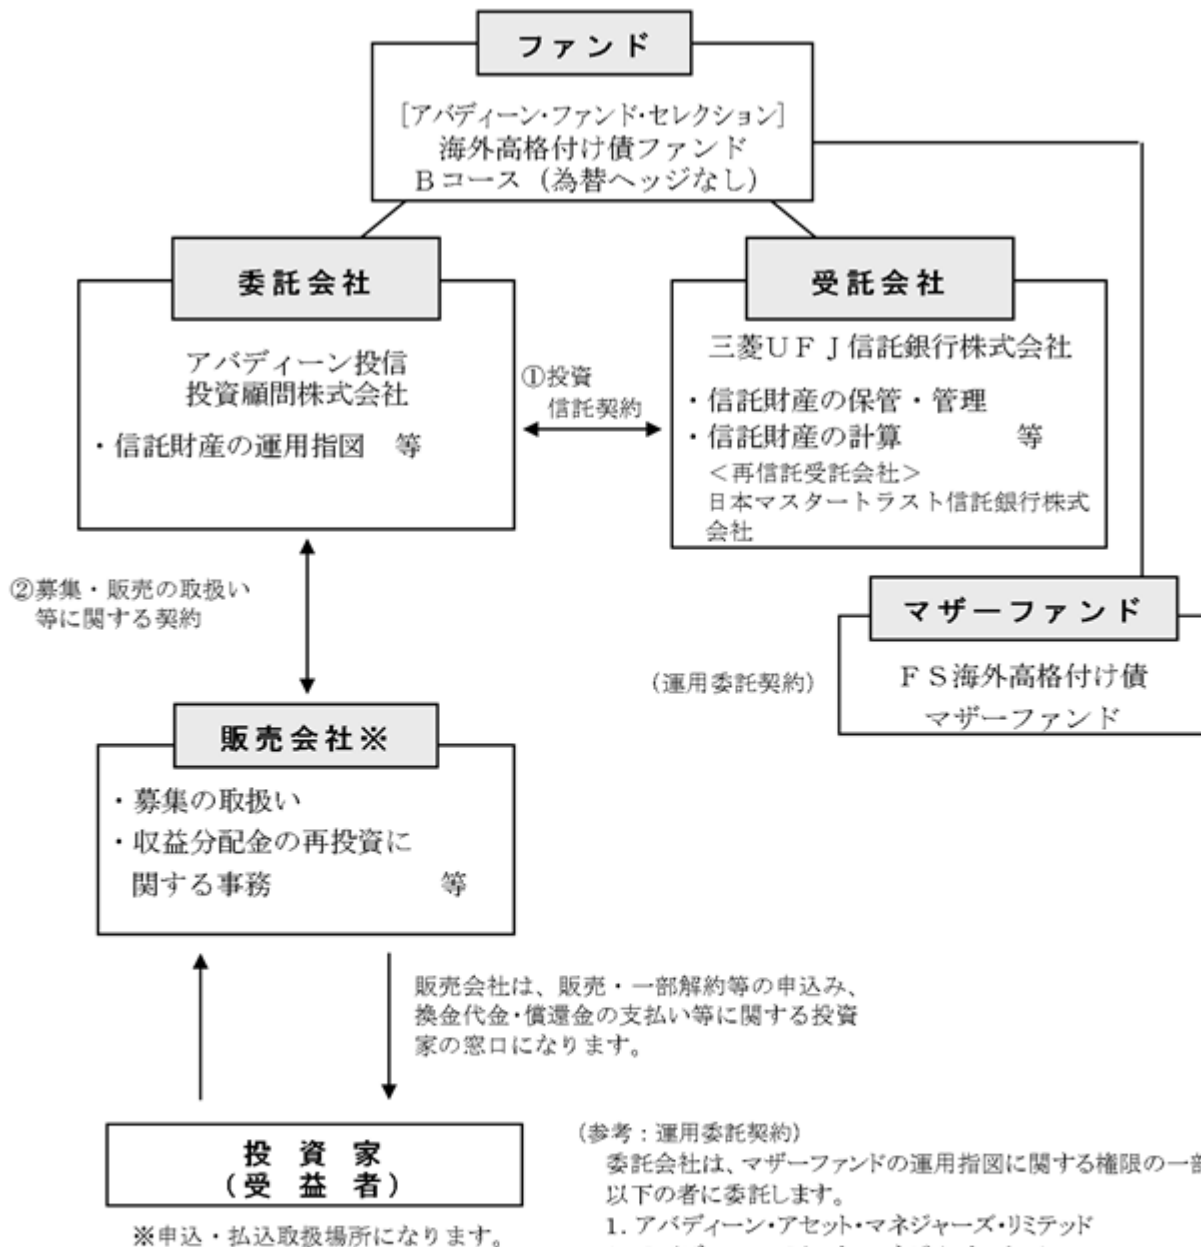 ファンド
[アバディーン・ファンド・セレクション]
海外高格付け債ファンド
Bコース（為替ヘッジなし）
委託会社
アバディーン投信
投資顧問株式会社
・信託財産の運用指図　等
①投資
信託契約
受託会社
三菱ＵＦＪ信託銀行株式会社
・信託財産の保管・管理
・信託財産の計算　　　　等
＜再信託受託会社＞
日本マスタートラスト信託銀行株式
会社
②募集・販売の取扱い
等に関する契約
マザーファンド
ＦＳ海外高格付け債
マザーファンド
（運用委託契約）
販売会社※
・募集の取扱い
・収益分配金の再投資に
関する事務　　　　　　　等
販売会社は、販売・一部解約等の申込み、
換金代金・償還金の支払い等に関する投資
家の窓口になります。
投　資　家
（受　益　者）
※申込・払込取扱場所になります。
（参考：運用委託契約）
委託会社は、マザーファンドの運用指図に関する権限の一部
以下の者に委託します。
1. アバディーン・アセット・マネジャーズ・リミテッド